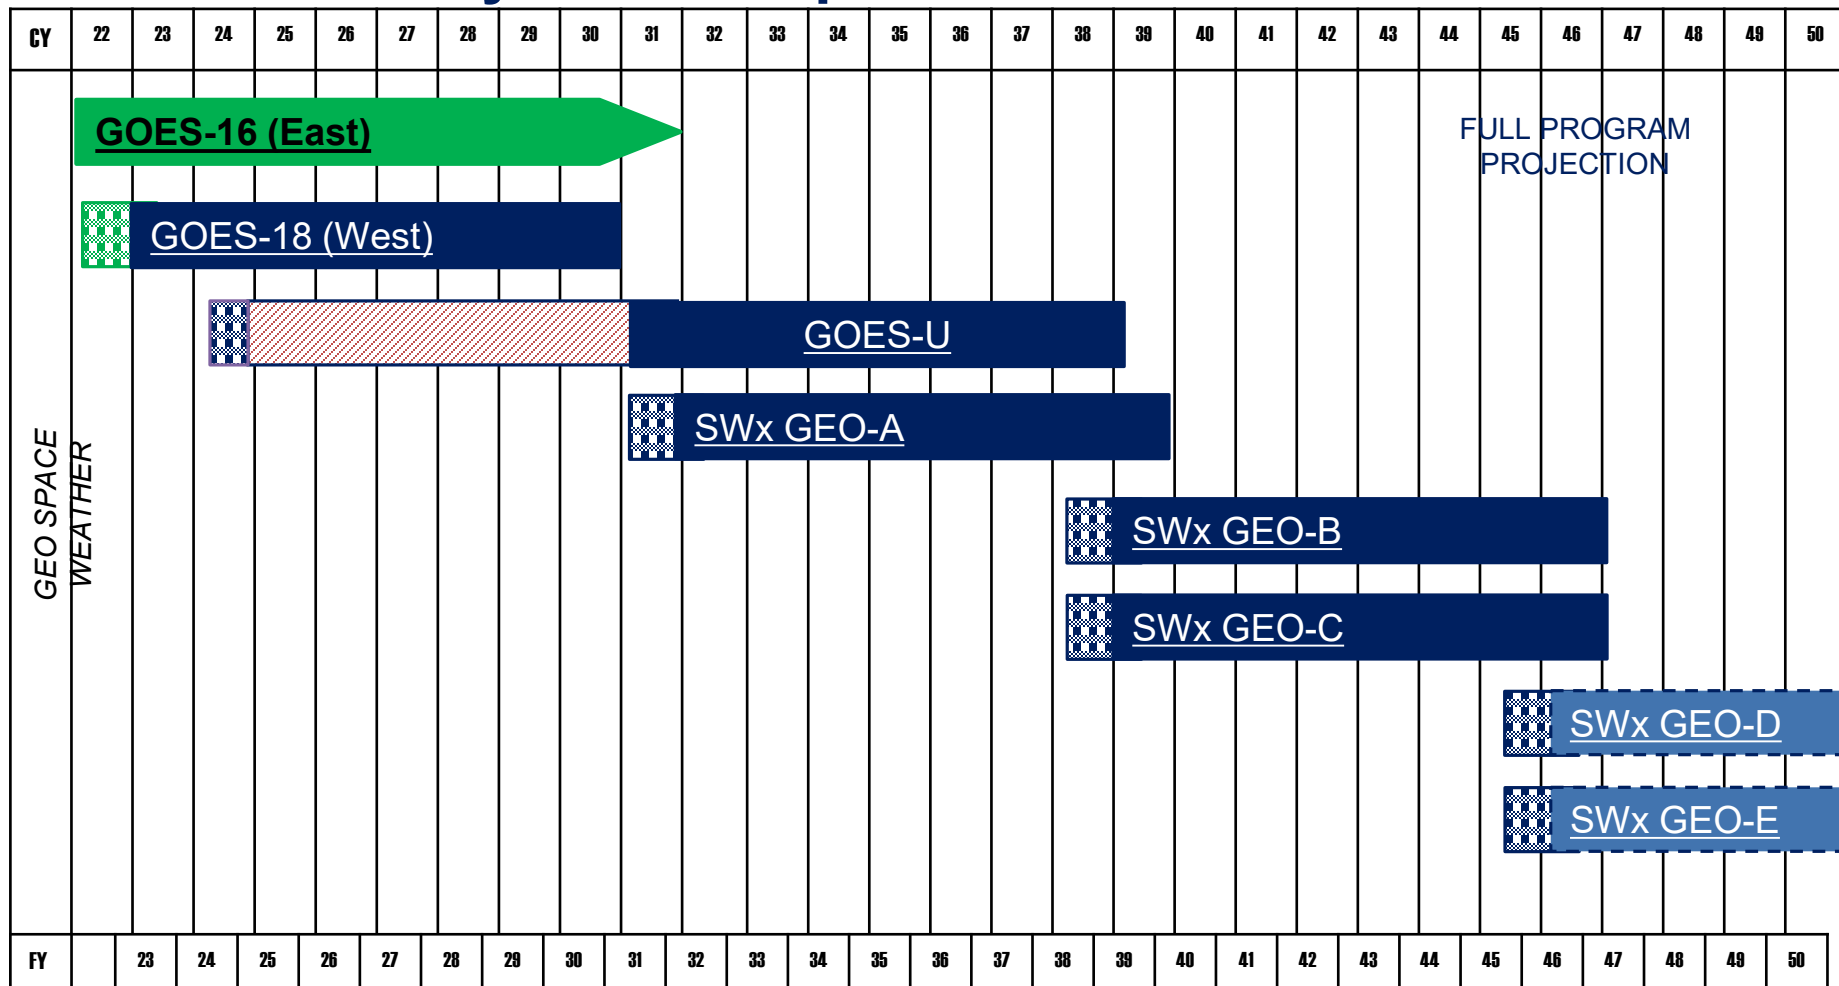 CY 22 23 24 25 26 27 28 29 30 31 32 33 34 35 36 37 38 39 40 41 42 43 44 45 46 47 48 49 50
GOES-16 (East)
FULL PROGRAM
PROJECTION
GOES-18 (West)
GOES-U
SWx GEO-A
GEO SPACE
WEATHER
SWx GEO-B
SWx GEO-C
SWx GEO-D
SWx GEO-E
FY 23 24 25 26 27 28 29 30 31 32 33 34 35 36 37 38 39 40 41 42 43 44 45 46 47 48 49 50